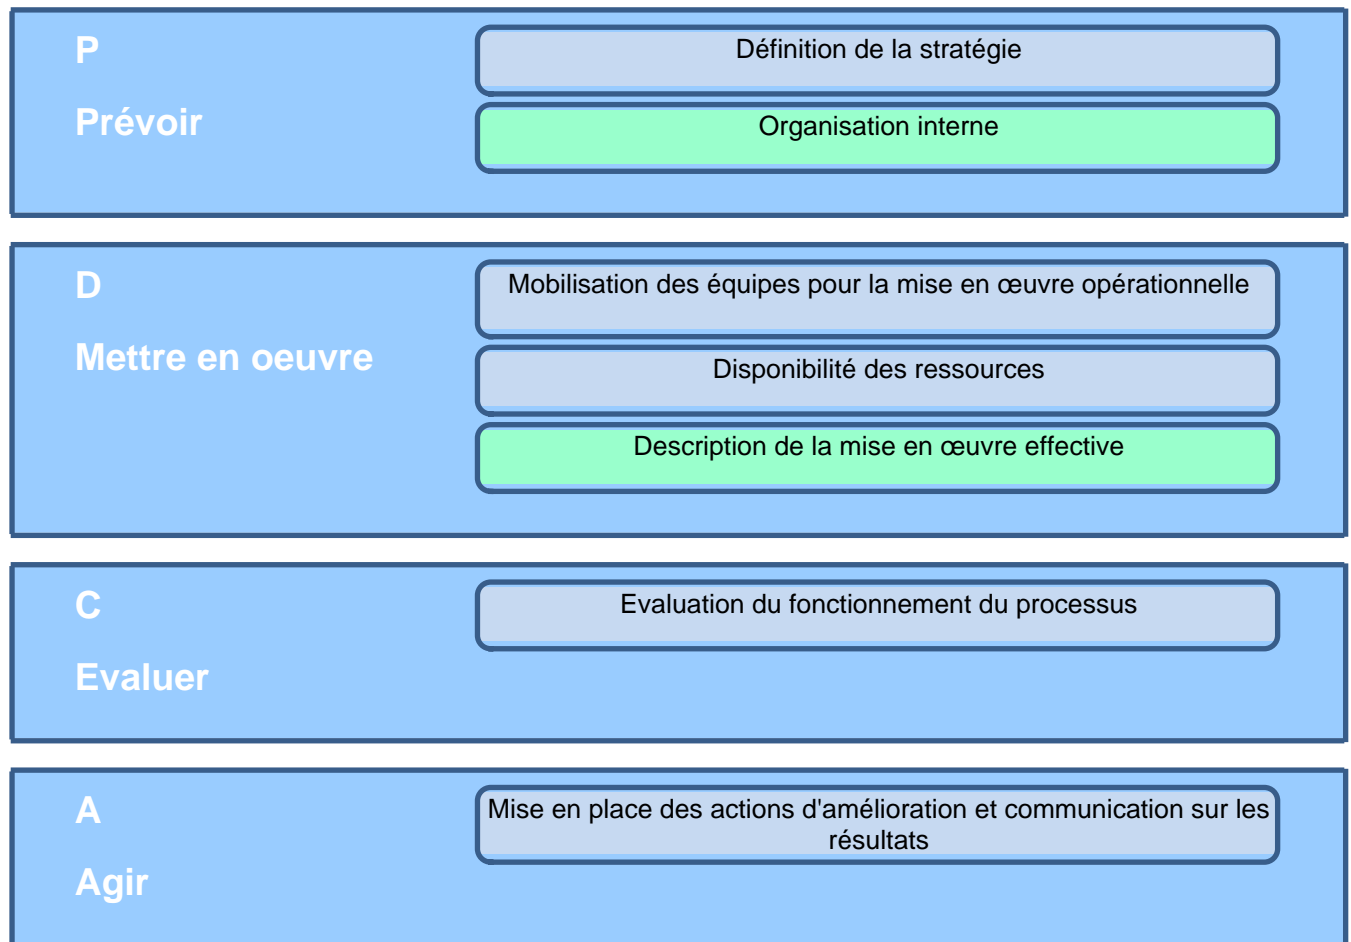 P
Prévoir
Définition de la stratégie
Organisation interne
D
Mettre en oeuvre
Mobilisation des équipes pour la mise en œuvre opérationnelle
Disponibilité des ressources
Description de la mise en œuvre effective
C
Evaluer
Evaluation du fonctionnement du processus
A
Agir
Mise en place des actions d'amélioration et communication sur les
résultats